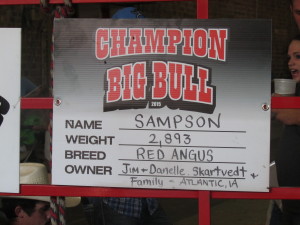 CHAMPION
BIG BULL
2015
NAME SAMPSON
WEIGHT 2,893
BREED RED ANGUS
OWNER Jim + Danelle Skartvedt +
Family - ATLANTIC, IA